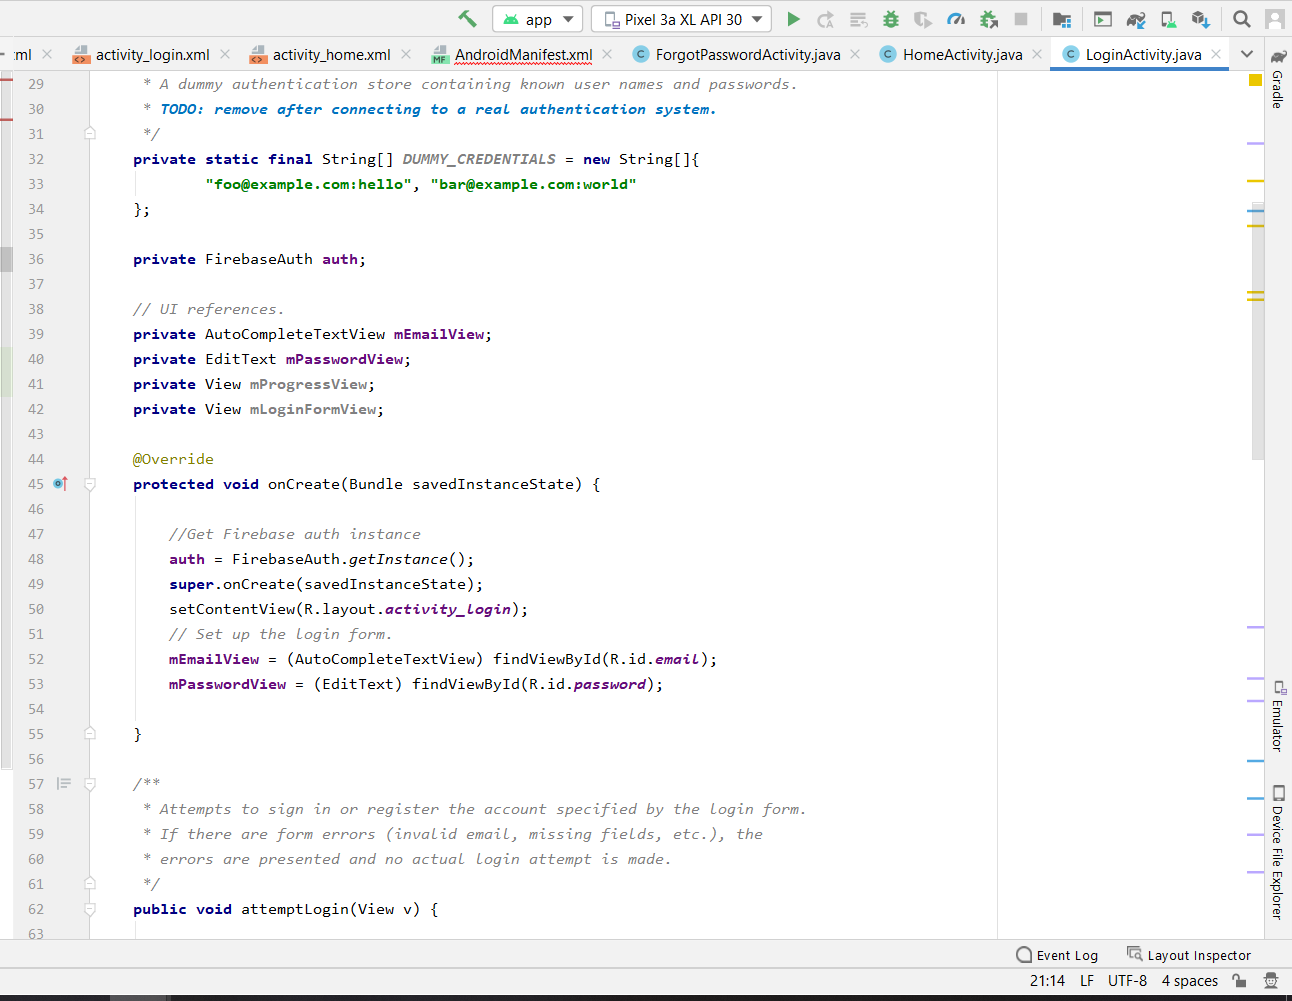 app
Pixel 3a XL API 30
:ml
activity_login.xml
activity_home.xml
MF
AndroidManifest.xml
C
ForgotPasswordActivity.java
C
HomeActivity.java
C
LoginActivity.java
Gradle
29 * A dummy authentication store containing known user names and passwords.
30 * TODO: remove after connecting to a real authentication system.
31 */
32 private static final String[] DUMMY_CREDENTIALS = new String[]{
33 "foo@example.com:hello", "bar@example.com:world"
34 };
35
36 private FirebaseAuth auth;
37
38 // UI references.
39 private AutoCompleteTextView mEmailView;
40 private EditText mPasswordView;
41 private View mProgressView;
42 private View mLoginFormView;
43
44 @Override
45 protected void onCreate(Bundle savedInstanceState) {
46
47 //Get Firebase auth instance
48 auth = FirebaseAuth.getInstance();
49 super.onCreate(savedInstanceState);
50 setContentView(R.layout.activity_login);
51 // Set up the login form.
52 mEmailView = (AutoCompleteTextView) findViewById(R.id.email);
53 mPasswordView = (EditText) findViewById(R.id.password);
54
55 }
56
57 /**
58 * Attempts to sign in or register the account specified by the login form.
59 * If there are form errors (invalid email, missing fields, etc.), the
60 * errors are presented and no actual login attempt is made.
61 */
62 public void attemptLogin(View v) {
63
Emulator
Device File Explorer
Event Log
Layout Inspector
21:14 LF UTF-8 4 spaces